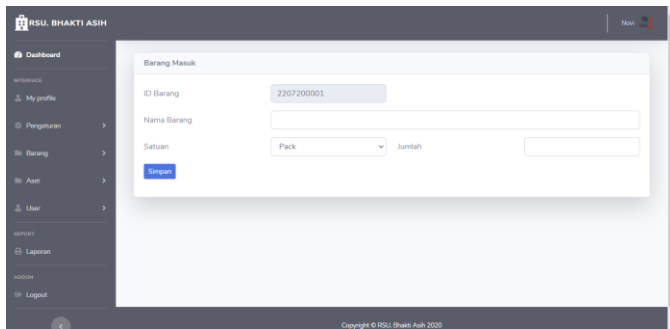 RSU. BHAKTI ASIH
Novi
Dashboard
INTERFACE
My profile
Pengaturan
Barang
Aset
User
REPORT
Laporan
ADDON
Logout
Barang Masuk
ID Barang 2207200001
Nama Barang
Satuan Pack Jumlah
Simpan
Copyright © RSU. Bhakti Asih 2020